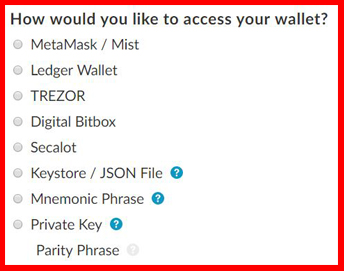 How would you like to access your wallet?
MetaMask / Mist
Ledger Wallet
TREZOR
Digital Bitbox
Secalot
Keystore / JSON File ?
Mnemonic Phrase ?
Private Key ?
Parity Phrase ?